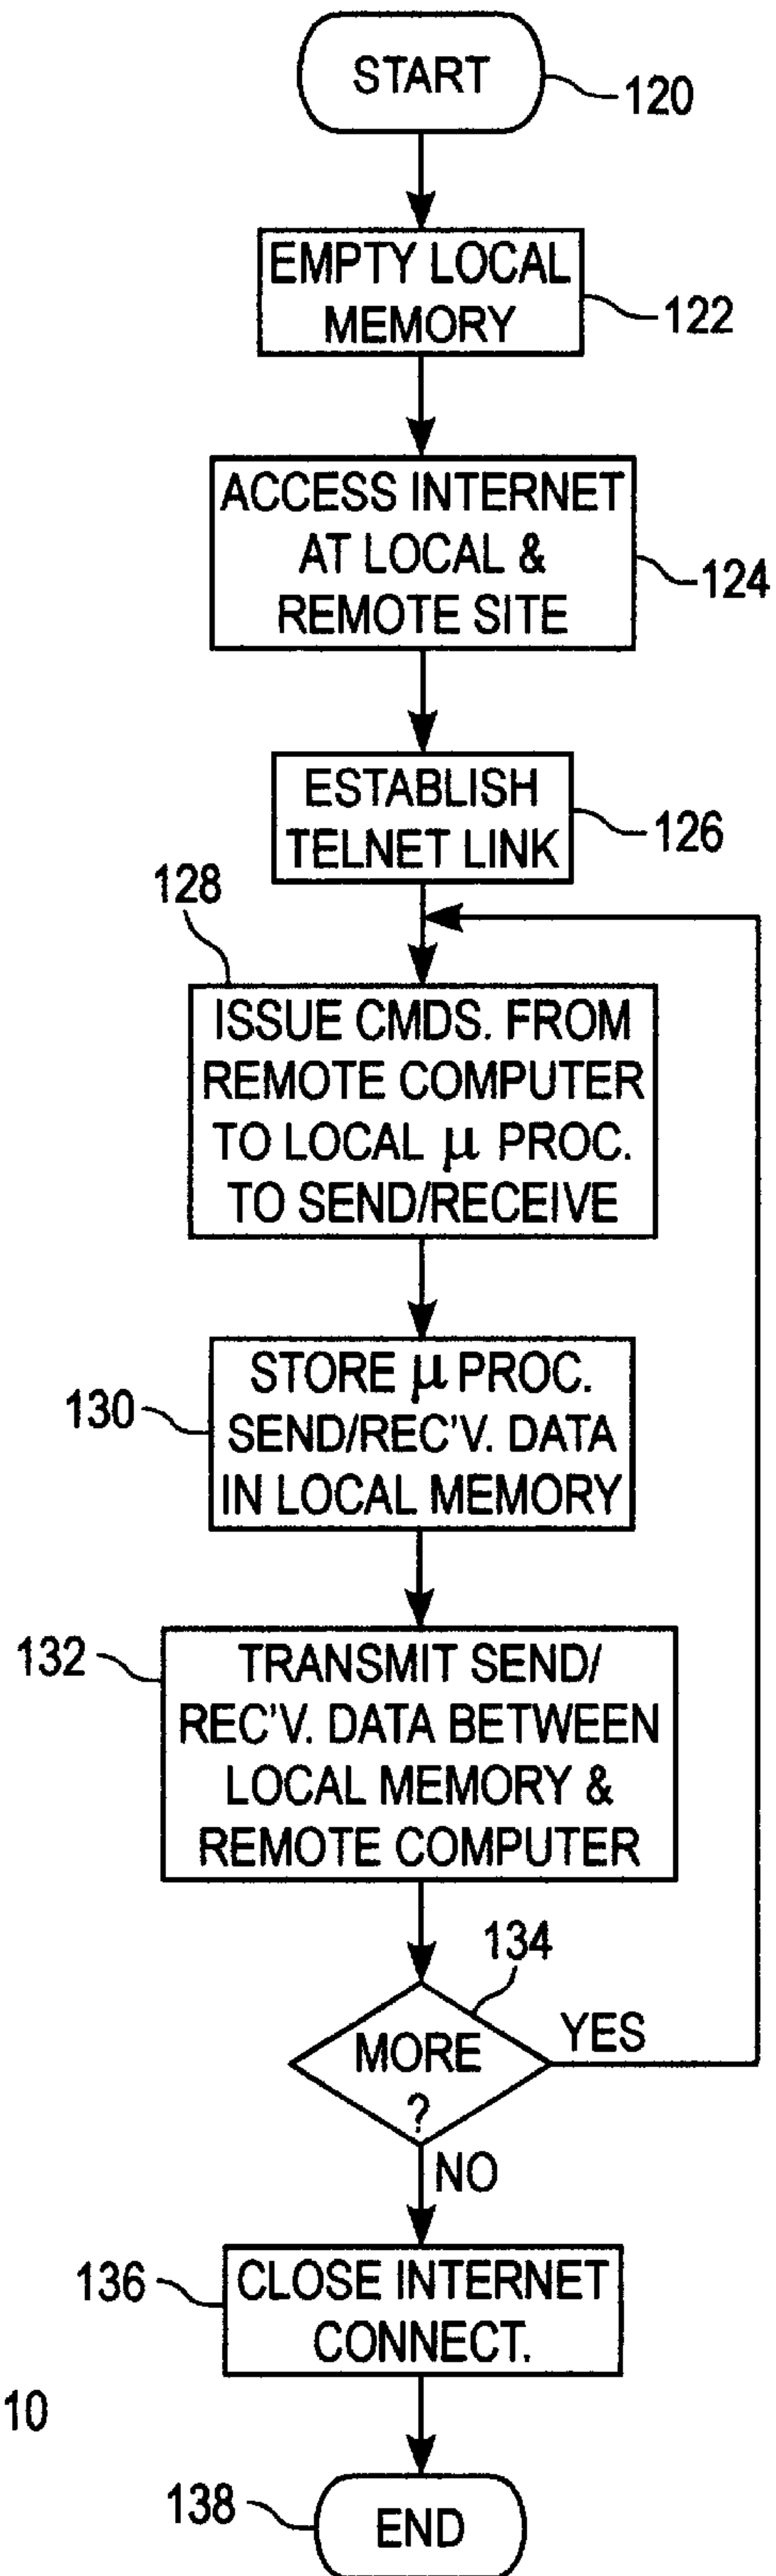 START
120
EMPTY LOCAL
MEMORY
122
ACCESS INTERNET
AT LOCAL &
REMOTE SITE
124
ESTABLISH
TELNET LINK
126
128
ISSUE CMDS. FROM
REMOTE COMPUTER
TO LOCAL μ PROC.
TO SEND/RECEIVE
130
STORE μ PROC.
SEND/REC'V. DATA
IN LOCAL MEMORY
132
TRANSMIT SEND/
REC'V. DATA BETWEEN
LOCAL MEMORY &
REMOTE COMPUTER
134
MORE
?
YES
NO
136
CLOSE INTERNET
CONNECT.
10
138
END